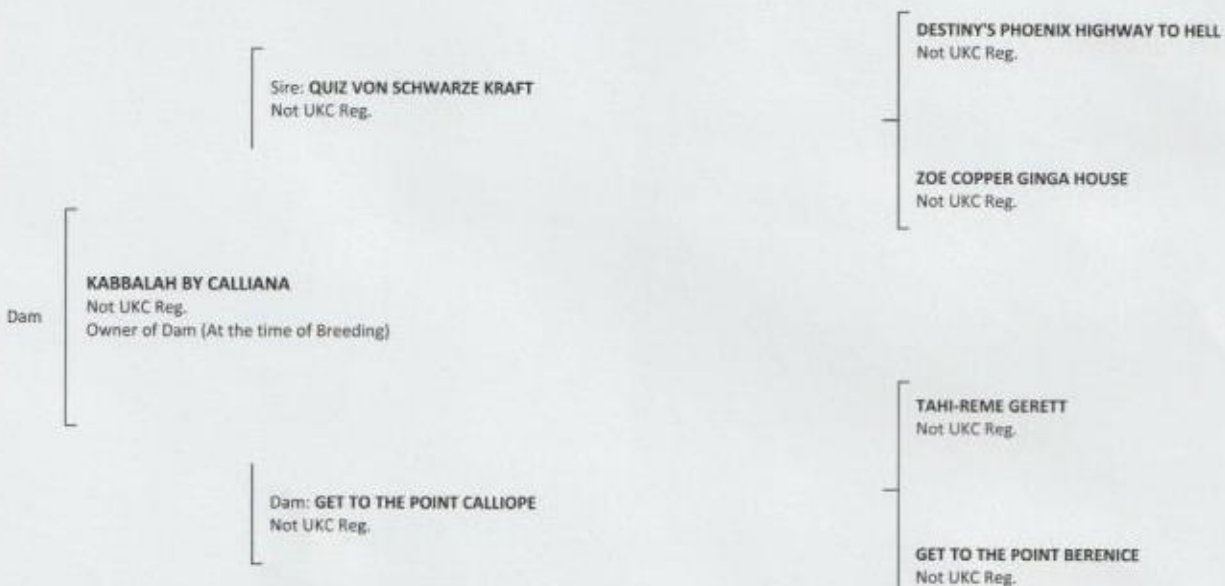 DESTINY'S PHOENIX HIGHWAY TO HELL
Not UKC Reg.
Sire: QUIZ VON SCHWARZE KRAFT
Not UKC Reg.
ZOE COPPER GINGA HOUSE
Not UKC Reg.
KABBALAH BY CALLIANA
Not UKC Reg.
Dam
Owner of Dam (At the time of Breeding)
TAHI-REME GERETT
Not UKC Reg.
Dam: GET TO THE POINT CALLIOPE
Not UKC Reg.
GET TO THE POINT BERENICE
Not UKC Reg.